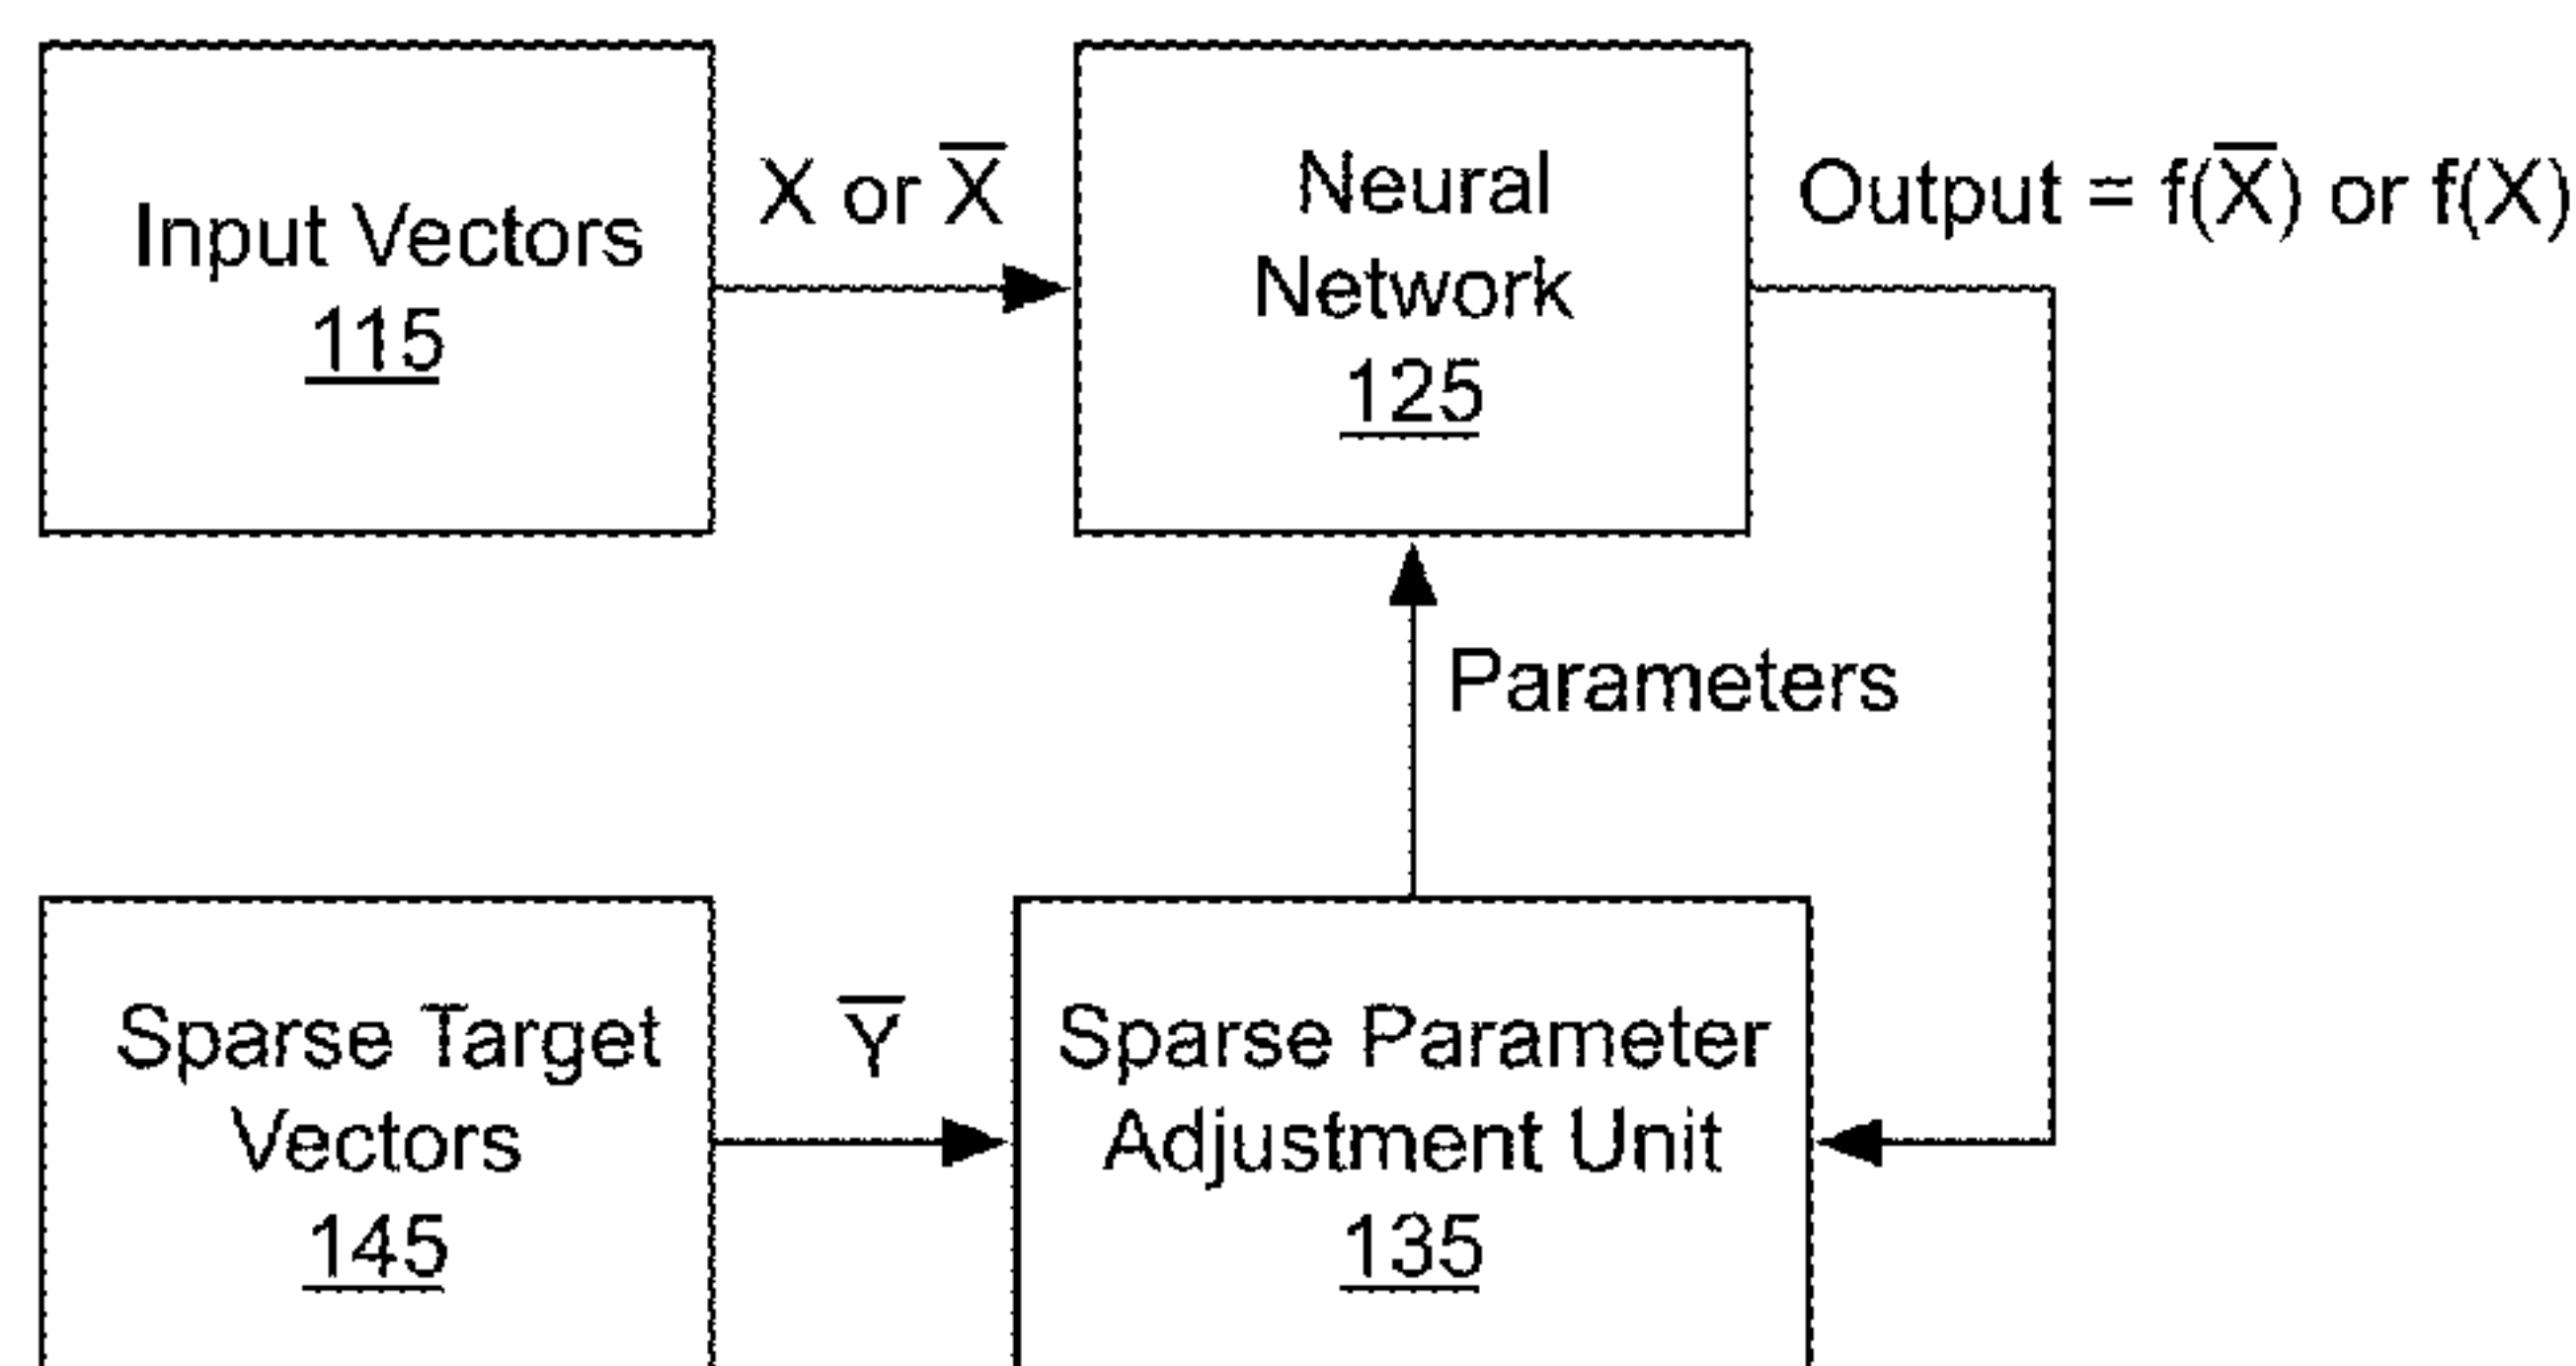 Input Vectors
115
X or X̅
Neural
Network
125
Output = f(X̅) or f(X)
Parameters
Sparse Target
Vectors
145
Y̅
Sparse Parameter
Adjustment Unit
135